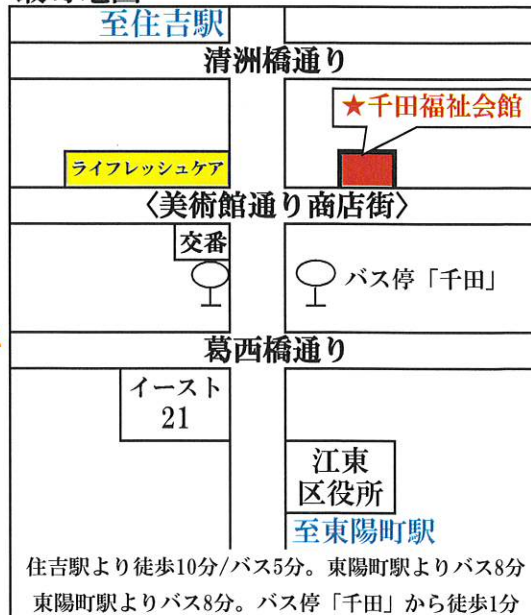 至住吉駅
清洲橋通り
★千田福祉会館
ライフレッシュケア
〈美術館通り商店街〉
交番
バス停「千田」
葛西橋通り
イースト
21
江東
区役所
至東陽町駅
住吉駅より徒歩10分/バス5分。東陽町駅よりバス8分
東陽町駅よりバス8分。バス停「千田」から徒歩1分